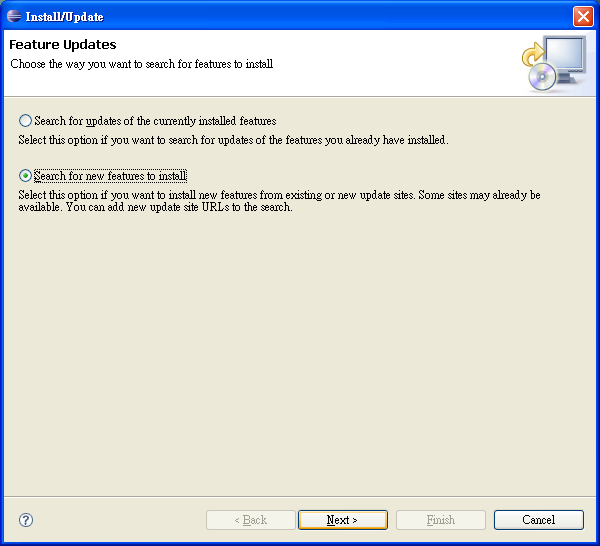 Install/Update
Feature Updates
Choose the way you want to search for features to install
Search for updates of the currently installed features
Select this option if you want to search for updates of the features you already have installed.
Search for new features to install
Select this option if you want to install new features from existing or new update sites. Some sites may already be
available. You can add new update site URLs to the search.
?
< Back
Next >
Finish
Cancel